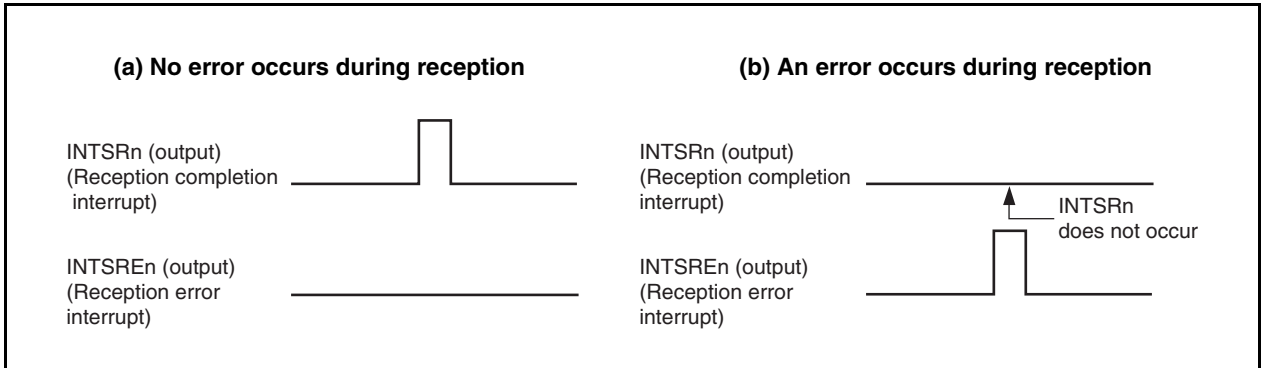 (a) No error occurs during reception
INTSRn (output)
(Reception completion
interrupt)
INTSREn (output)
(Reception error
interrupt)
(b) An error occurs during reception
INTSRn (output)
(Reception completion
interrupt)
INTSRn
does not occur
INTSREn (output)
(Reception error
interrupt)